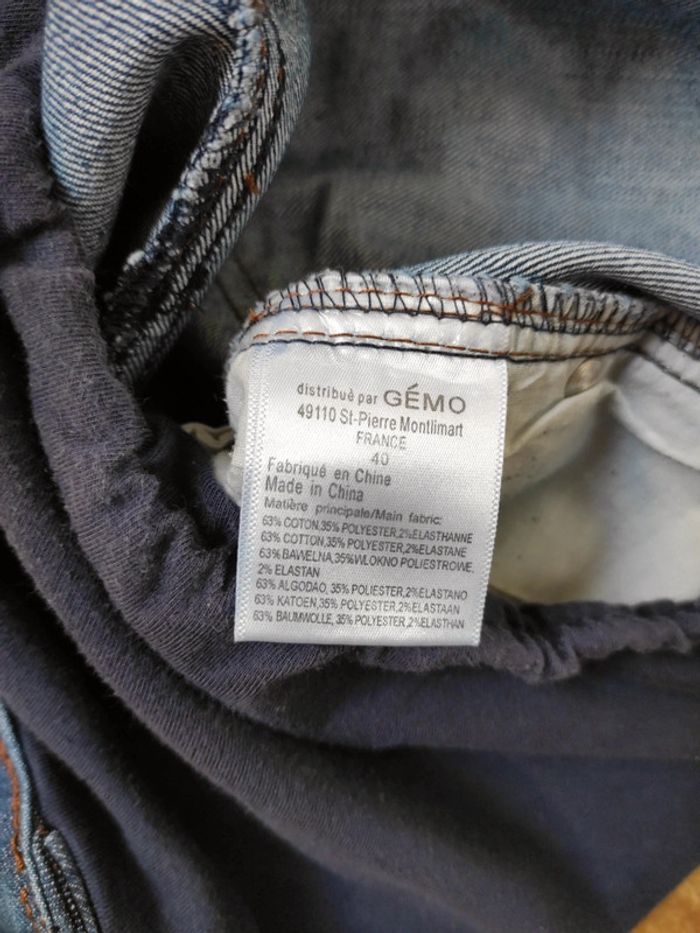 distribué par GÉMO
49110 St-Pierre Montlimart
FRANCE
40
Fabriqué en Chine
Made in China
Matière principale/Main fabric:
63% COTON,35% POLYESTER,2%ELASTHANNE
63% COTTON,35% POLYESTER,2%ELASTANE
63%BAWELNA,35%WLOKNO POLIESTROWE,
2% ELASTAN
63% ALGODAO, 35% POLIESTER,2%ELASTANO
63% KATOEN,35% POLYESTER,2%ELASTAAN
63% BAUMWOLLE, 35% POLYESTER,2%ELASTHAN